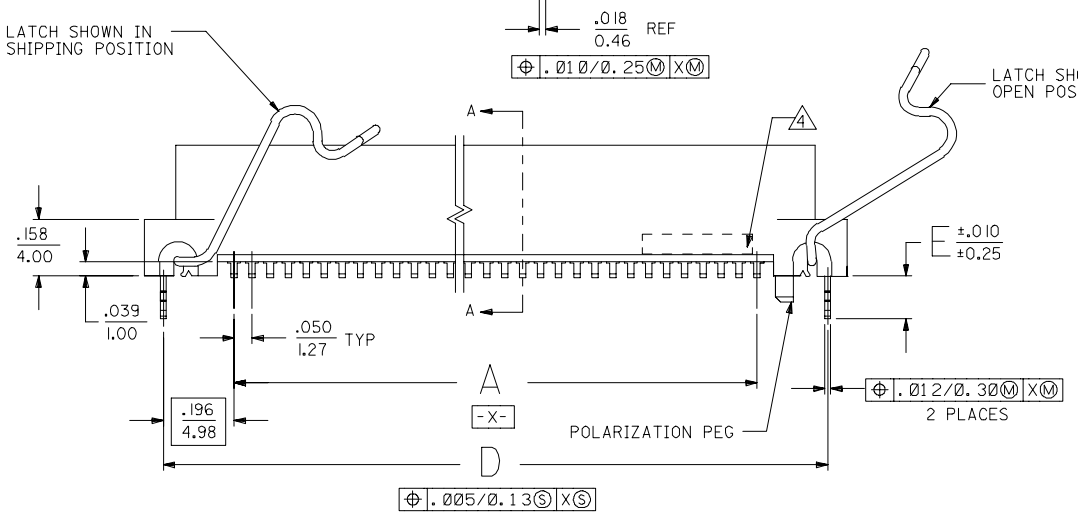 LATCH SHOWN IN
SHIPPING POSITION
.018
0.46
REF
⌖ .010/0.25Ⓜ XⓂ
LATCH SH
OPEN POS
A
4
.158
4.00
E ±.010
±0.25
.039
1.00
A
.050
1.27
TYP
A
-X-
.196
4.98
⌖ .012/0.30Ⓜ XⓂ
2 PLACES
POLARIZATION PEG
D
⌖ .005/0.13Ⓢ XⓈ